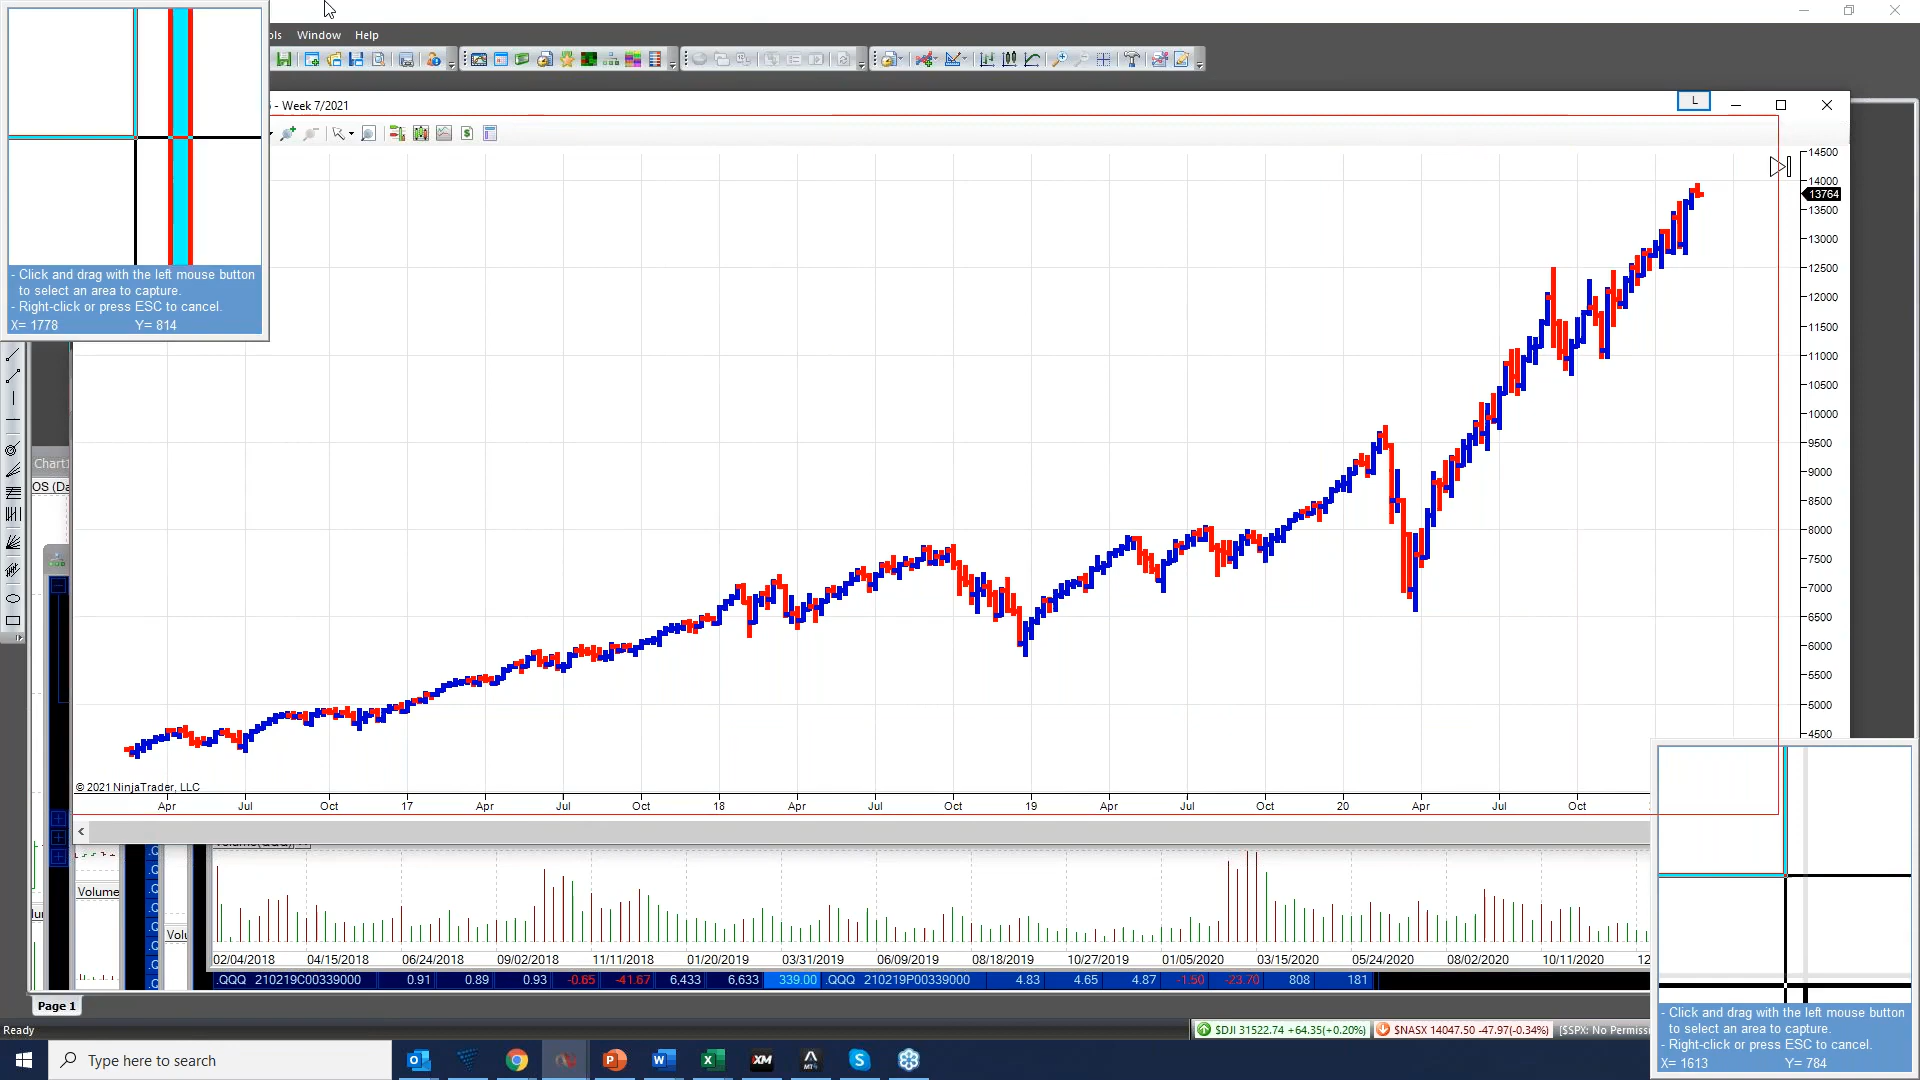 ols Window Help
- Week 7/2021
L
- Click and drag with the left mouse button
to select an area to capture.
- Right-click or press ESC to cancel.
X= 1778 Y= 814
14500
14000
13764
13500
13000
12500
12000
11500
11000
10500
10000
9500
9000
8500
8000
7500
7000
6500
6000
5500
5000
4500
Chart1
OS (Da
© 2021 NinjaTrader, LLC
Apr Jul Oct 17 Apr Jul Oct 18 Apr Jul Oct 19 Apr Jul Oct 20 Apr Jul Oct
Volume
Volu
02/04/2018 04/15/2018 06/24/2018 09/02/2018 11/11/2018 01/20/2019 03/31/2019 06/09/2019 08/18/2019 10/27/2019 01/05/2020 03/15/2020 05/24/2020 08/02/2020 10/11/2020 12
.QQQ 210219C00339000 0.91 0.89 0.93 -0.65 -41.67 6,433 6,633 339.00 .QQQ 210219P00339000 4.83 4.65 4.87 -1.50 -23.70 808 181
Page 1
Ready
$DJI 31522.74 +64.35(+0.20%) $NASX 14047.50 -47.97(-0.34%) [$SPX: No Permiss
- Click and drag with the left mouse button
to select an area to capture.
- Right-click or press ESC to cancel.
X= 1613 Y= 784
Type here to search
XM
MT4